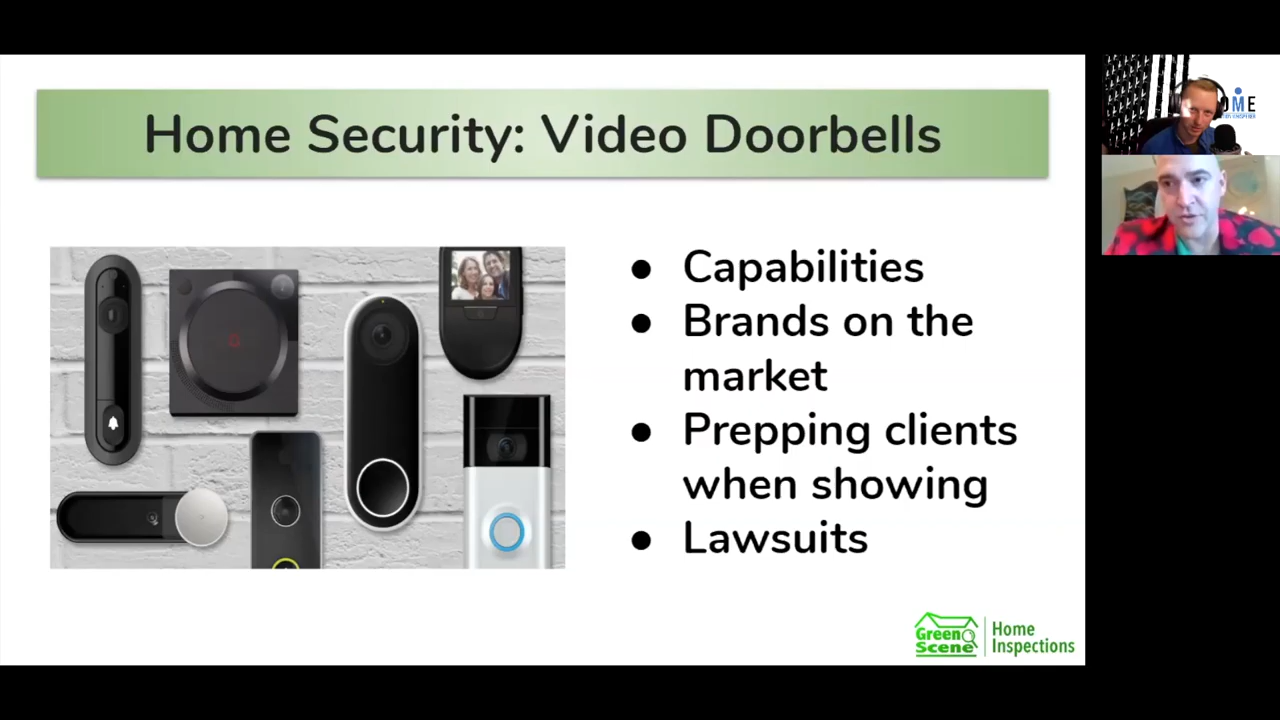 Home Security: Video Doorbells
● Capabilities
● Brands on the
market
● Prepping clients
when showing
● Lawsuits
Green
Scene
Home
Inspections